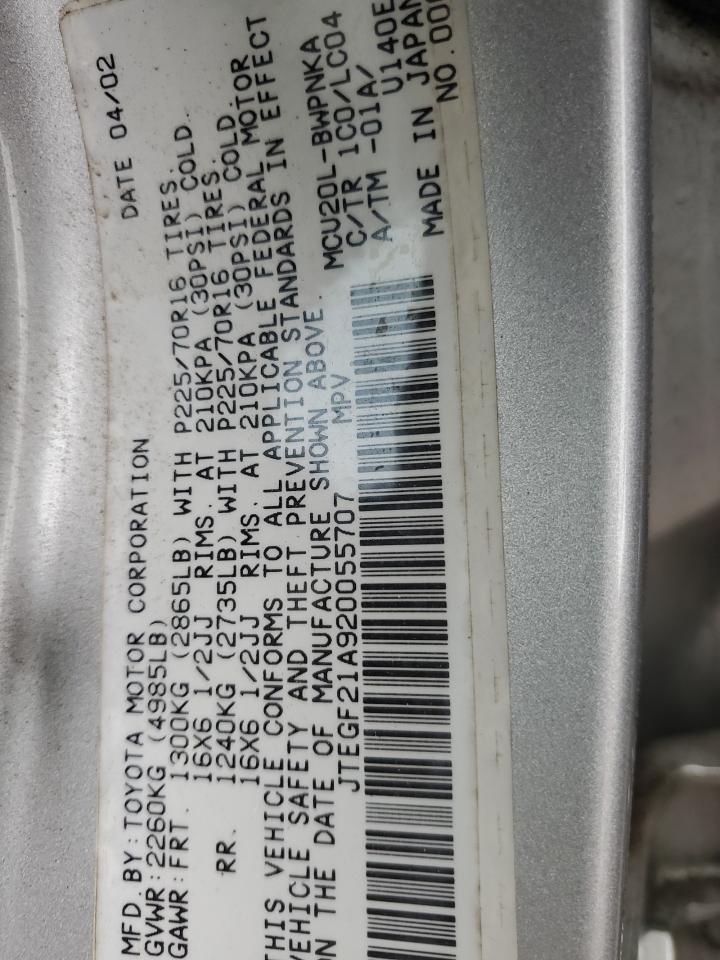 MFD. BY: TOYOTA MOTOR CORPORATION DATE 04/02
GVWR: 2260KG (4985LB)
GAWR: FRT. 1300KG (2865LB) WITH P225/70R16 TIRES.
16X6 1/2JJ RIMS. AT 210KPA (30PSI) COLD.
RR. 1240KG (2735LB) WITH P225/70R16 TIRES.
16X6 1/2JJ RIMS. AT 210KPA (30PSI) COLD.
THIS VEHICLE CONFORMS TO ALL APPLICABLE FEDERAL MOTOR
VEHICLE SAFETY AND THEFT PREVENTION STANDARDS IN EFFECT
ON THE DATE OF MANUFACTURE SHOWN ABOVE.
JTEGF21A920055707 MPV
MCU20L-BWPNKA
C/TR 1C0/LC04
A/TM -01A/ U140E
MADE IN JAPAN
NO.